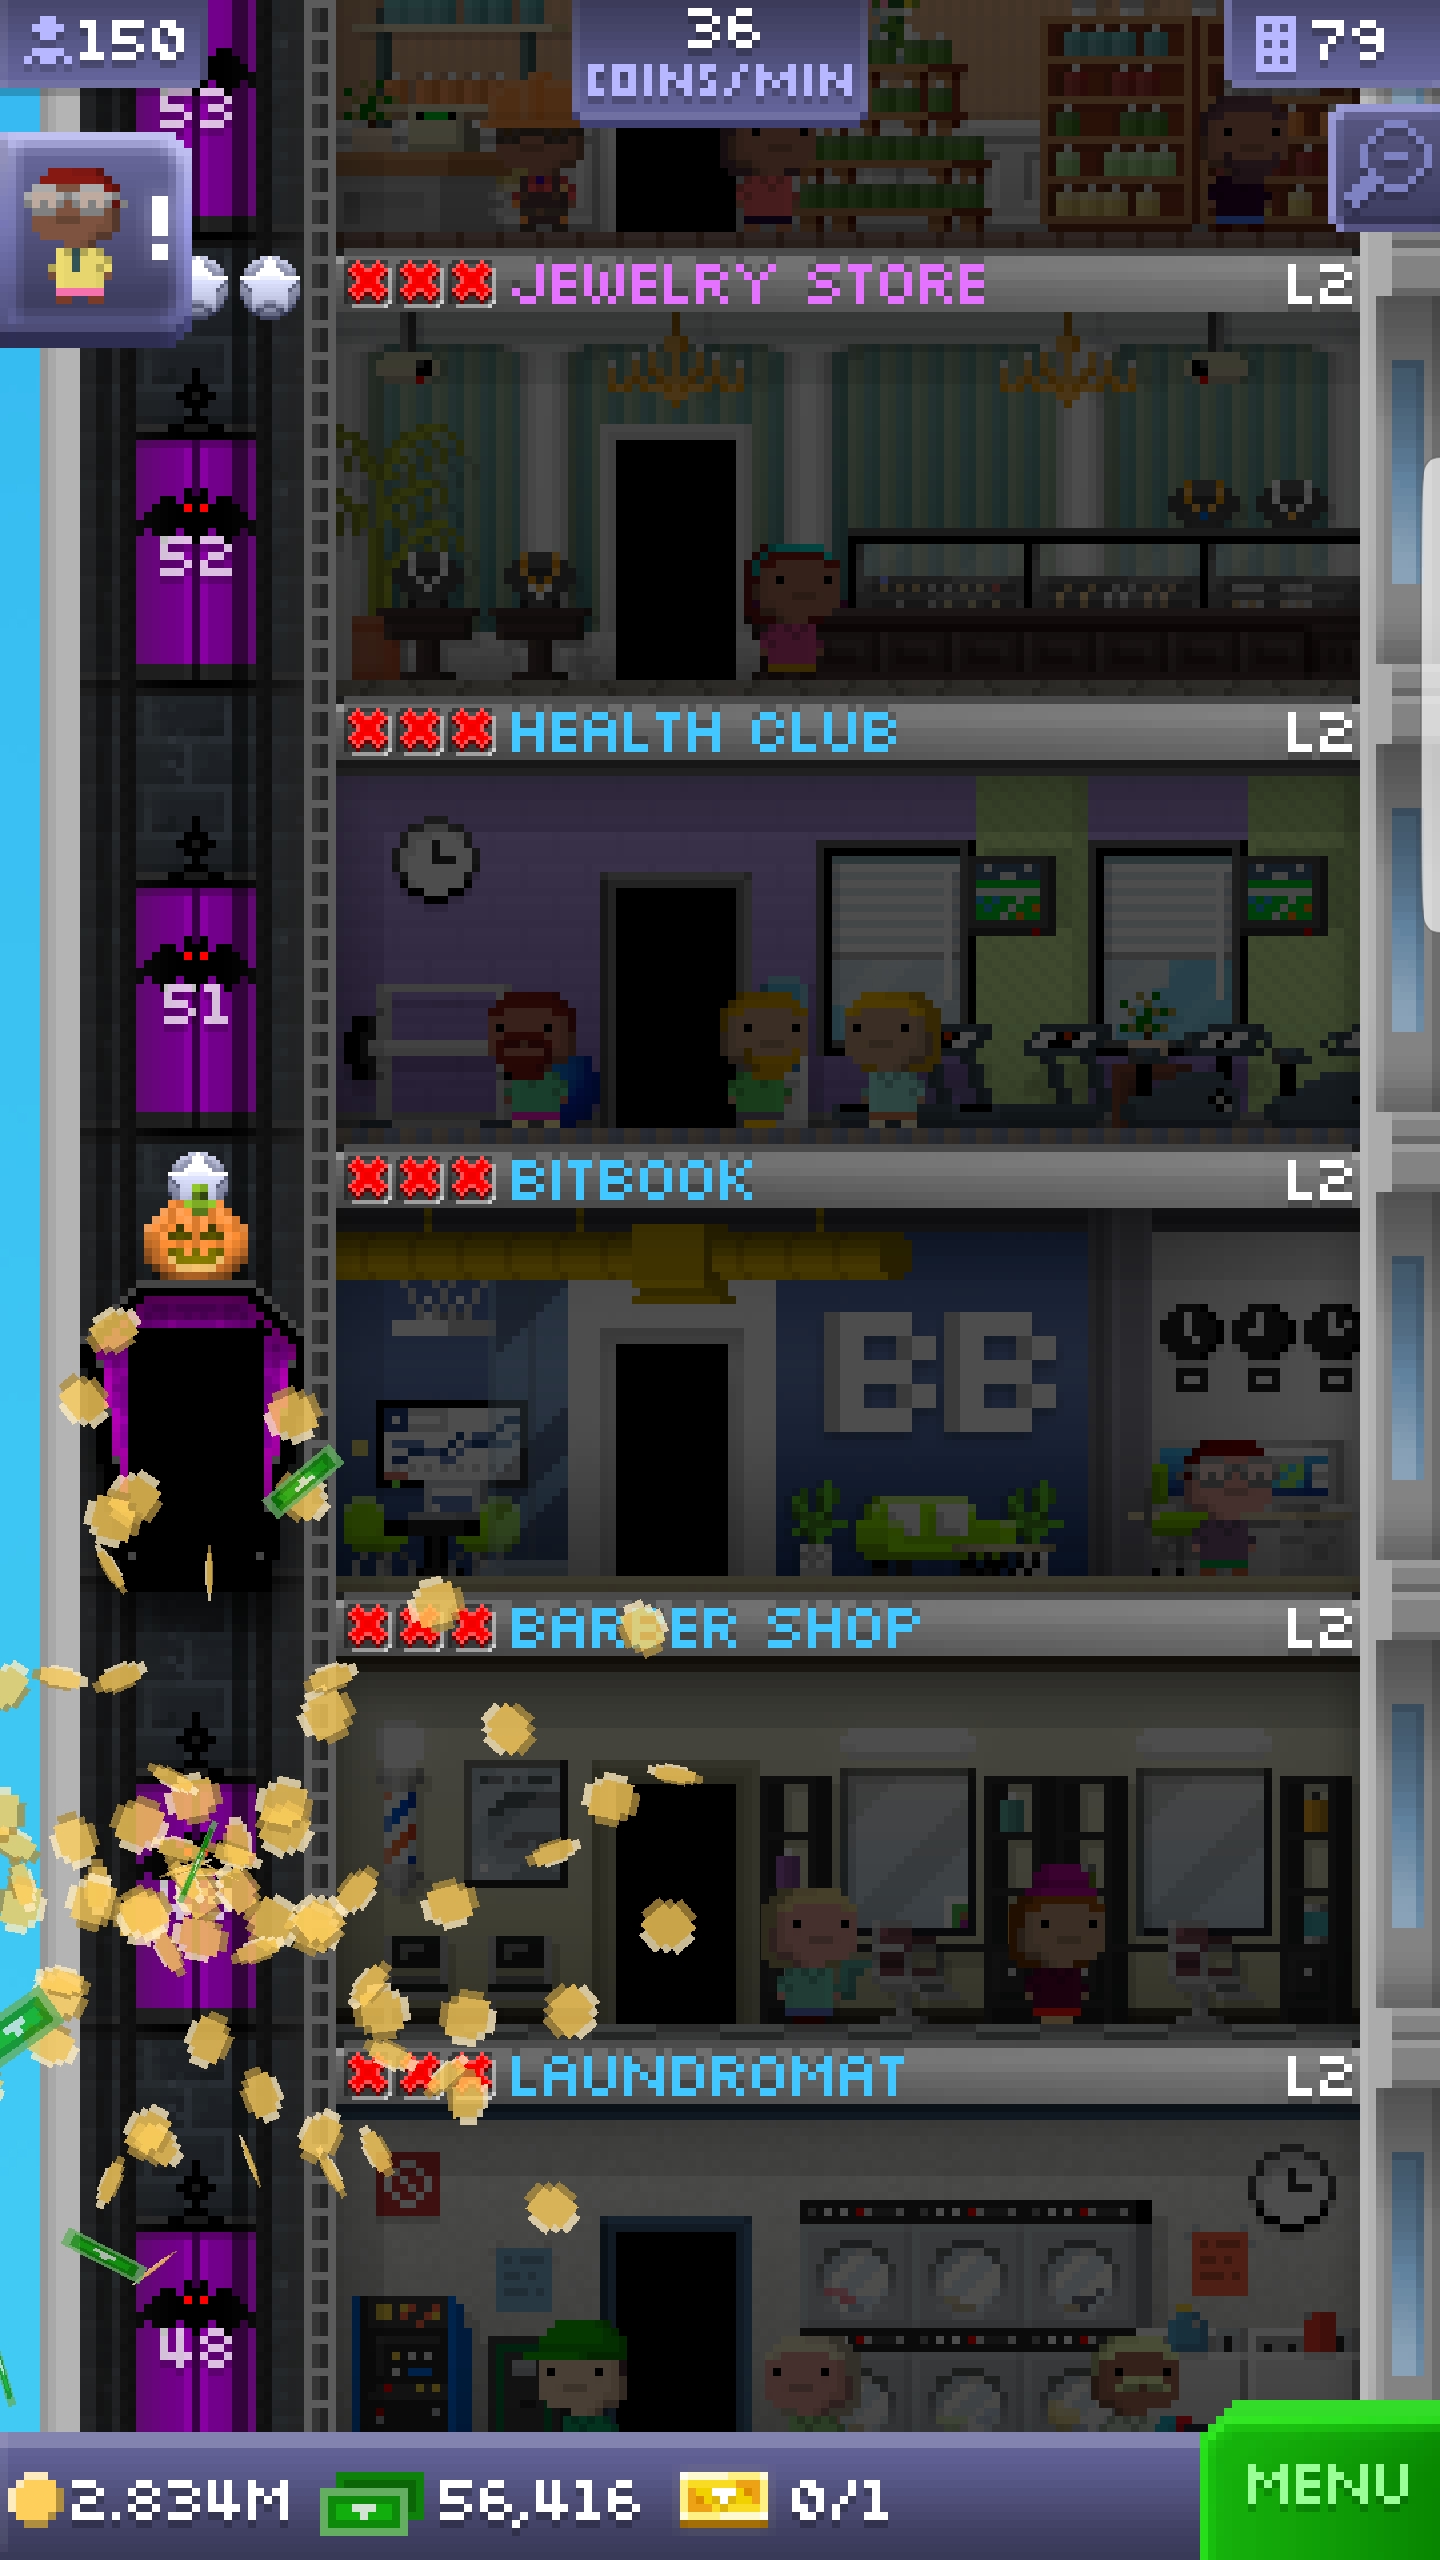 150
36
COINS/MIN
79
53
!
JEWELRY STORE
L2
52
HEALTH CLUB
L2
51
BITBOOK
L2
BB
BARBER SHOP
L2
LAUNDROMAT
L2
48
2.834M
56,416
0/1
MENU